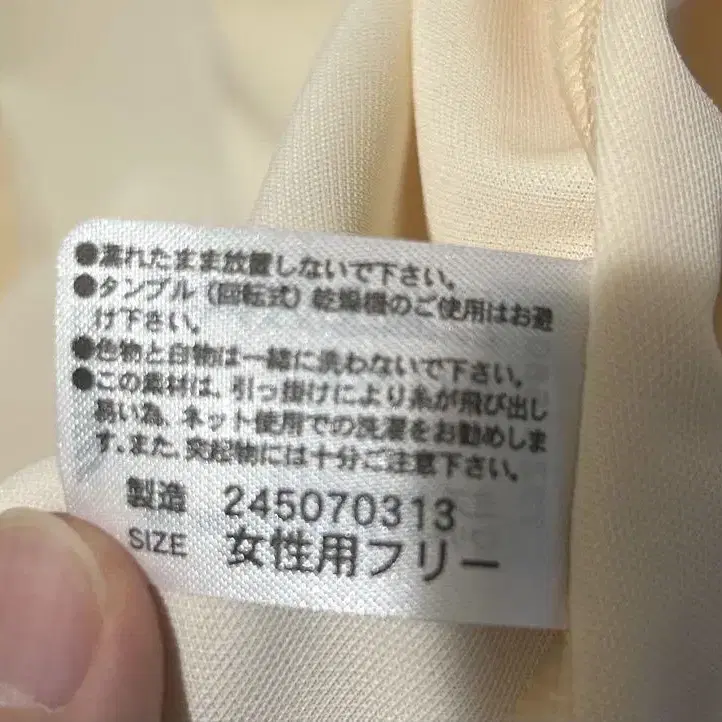 ●濡れたまま放置しないで下さい。
●タンブル（回転式）乾燥機のご使用はお避
け下さい。
●色物と白物は一緒に洗わないで下さい。
●この素材は、引っ掛けにより糸が飛び出し
易い為、ネット使用での洗濯をお勧めしま
す。また、突起物には十分ご注意下さい。
製造 245070313
SIZE 女性用フリー